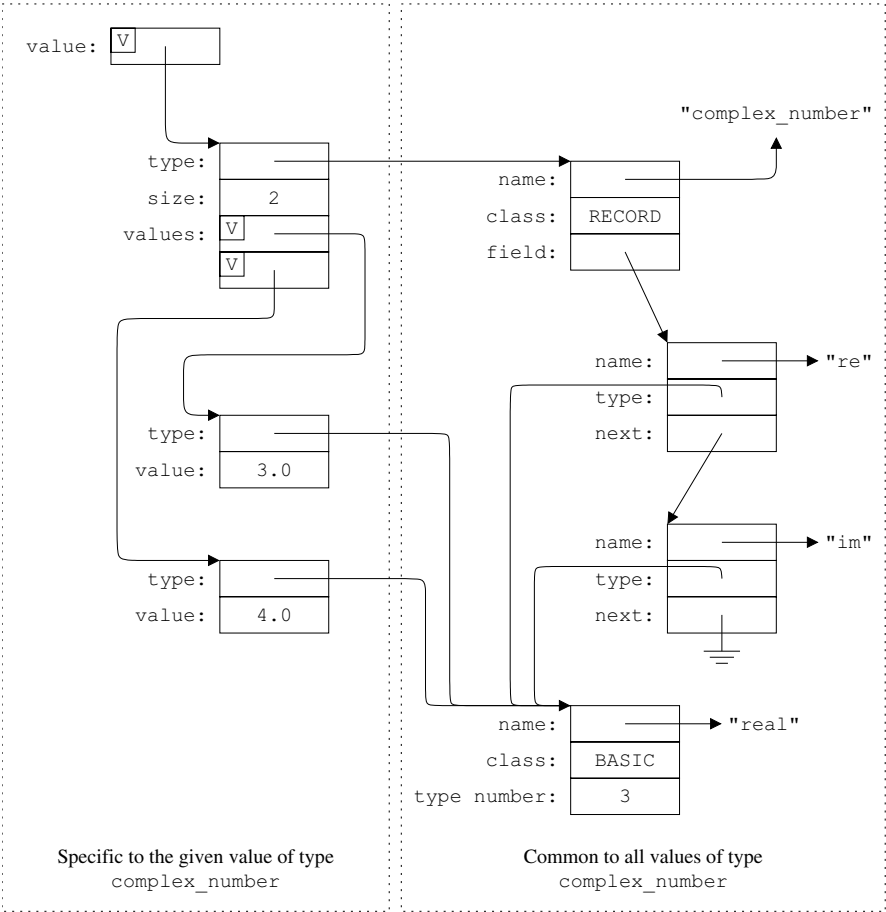 value: V
"complex_number"
type:
name:
size: 2
class: RECORD
values: V
field:
V
name: "re"
type:
type:
next:
value: 3.0
name: "im"
type:
type:
value: 4.0
next:
name: "real"
class: BASIC
type number: 3
Specific to the given value of type
complex_number
Common to all values of type
complex_number